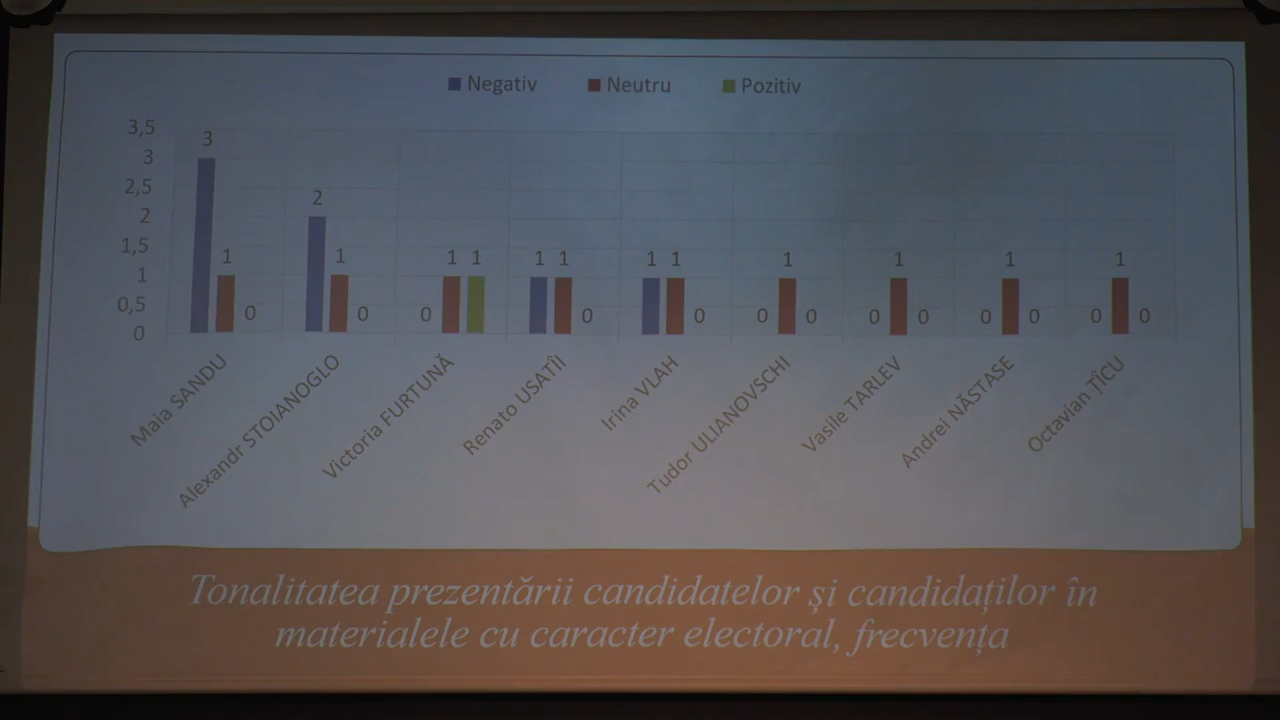 Negativ Neutru Pozitiv
3,5
3
2,5
2
1,5
1
0,5
0
3 1 0
2 1 0
0 1 1
1 1 0
1 1 0
0 1 0
0 1 0
0 1 0
0 1 0
Maia SANDU
Alexandr STOIANOGLO
Victoria FURTUNĂ
Renato USATÎI
Irina VLAH
Tudor ULIANOVSCHI
Vasile TARLEV
Andrei NĂSTASE
Octavian ȚÎCU
Tonalitatea prezentării candidatelor și candidaților în
materialele cu caracter electoral, frecvența